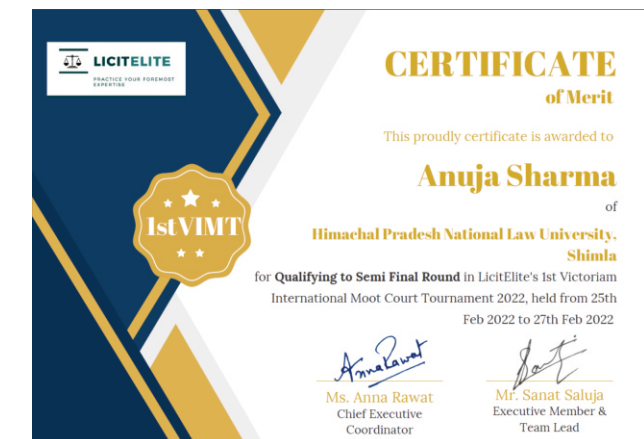 LICITELITE
PRACTICE YOUR FOREMOST
EXPERTISE
CERTIFICATE
of Merit
This proudly certificate is awarded to
Anuja Sharma
of
Himachal Pradesh National Law University,
Shimla
for Qualifying to Semi Final Round in LicitElite's 1st Victoriam
International Moot Court Tournament 2022, held from 25th
Feb 2022 to 27th Feb 2022
1stVIMT
AnnaRawat
Ms. Anna Rawat
Chief Executive
Coordinator
Mr. Sanat Saluja
Executive Member &
Team Lead